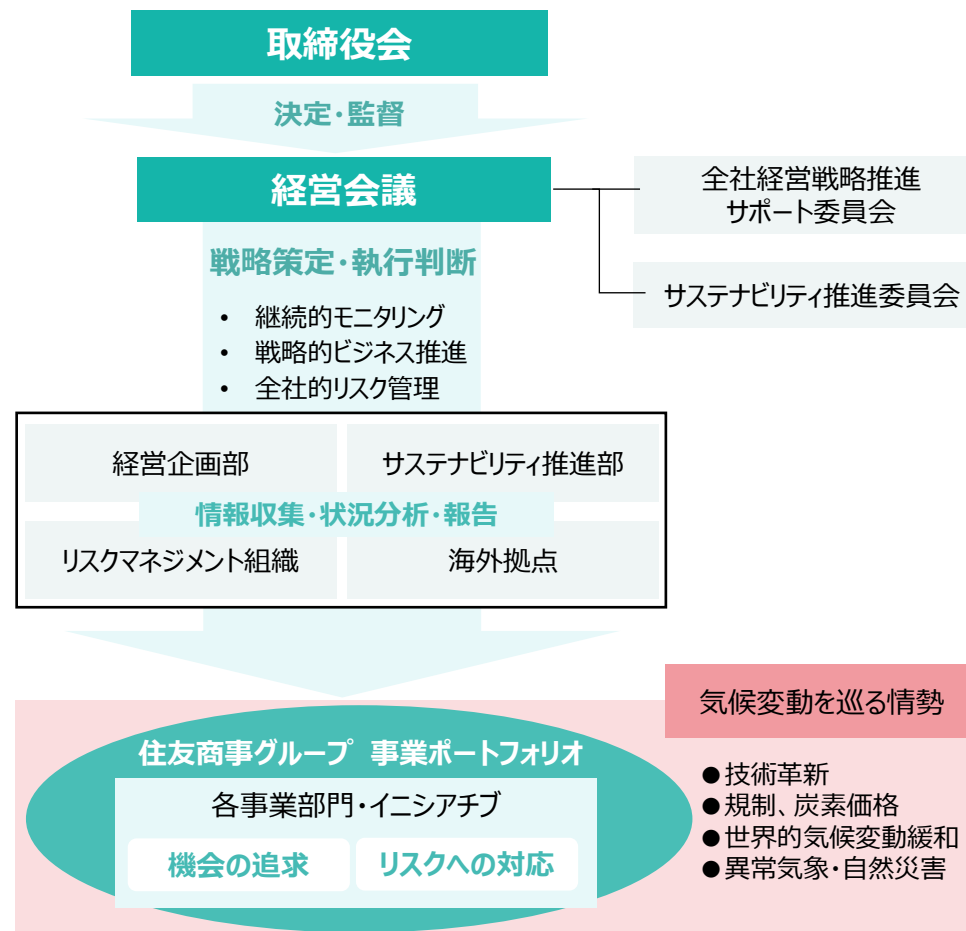 取締役会
決定・監督
経営会議
全社経営戦略推進
サポート委員会
サステナビリティ推進委員会
戦略策定・執行判断
• 継続的モニタリング
• 戦略的ビジネス推進
• 全社的リスク管理
経営企画部
サステナビリティ推進部
情報収集・状況分析・報告
リスクマネジメント組織
海外拠点
気候変動を巡る情勢
●技術革新
●規制、炭素価格
●世界的気候変動緩和
●異常気象・自然災害
住友商事グループ 事業ポートフォリオ
各事業部門・イニシアチブ
機会の追求
リスクへの対応